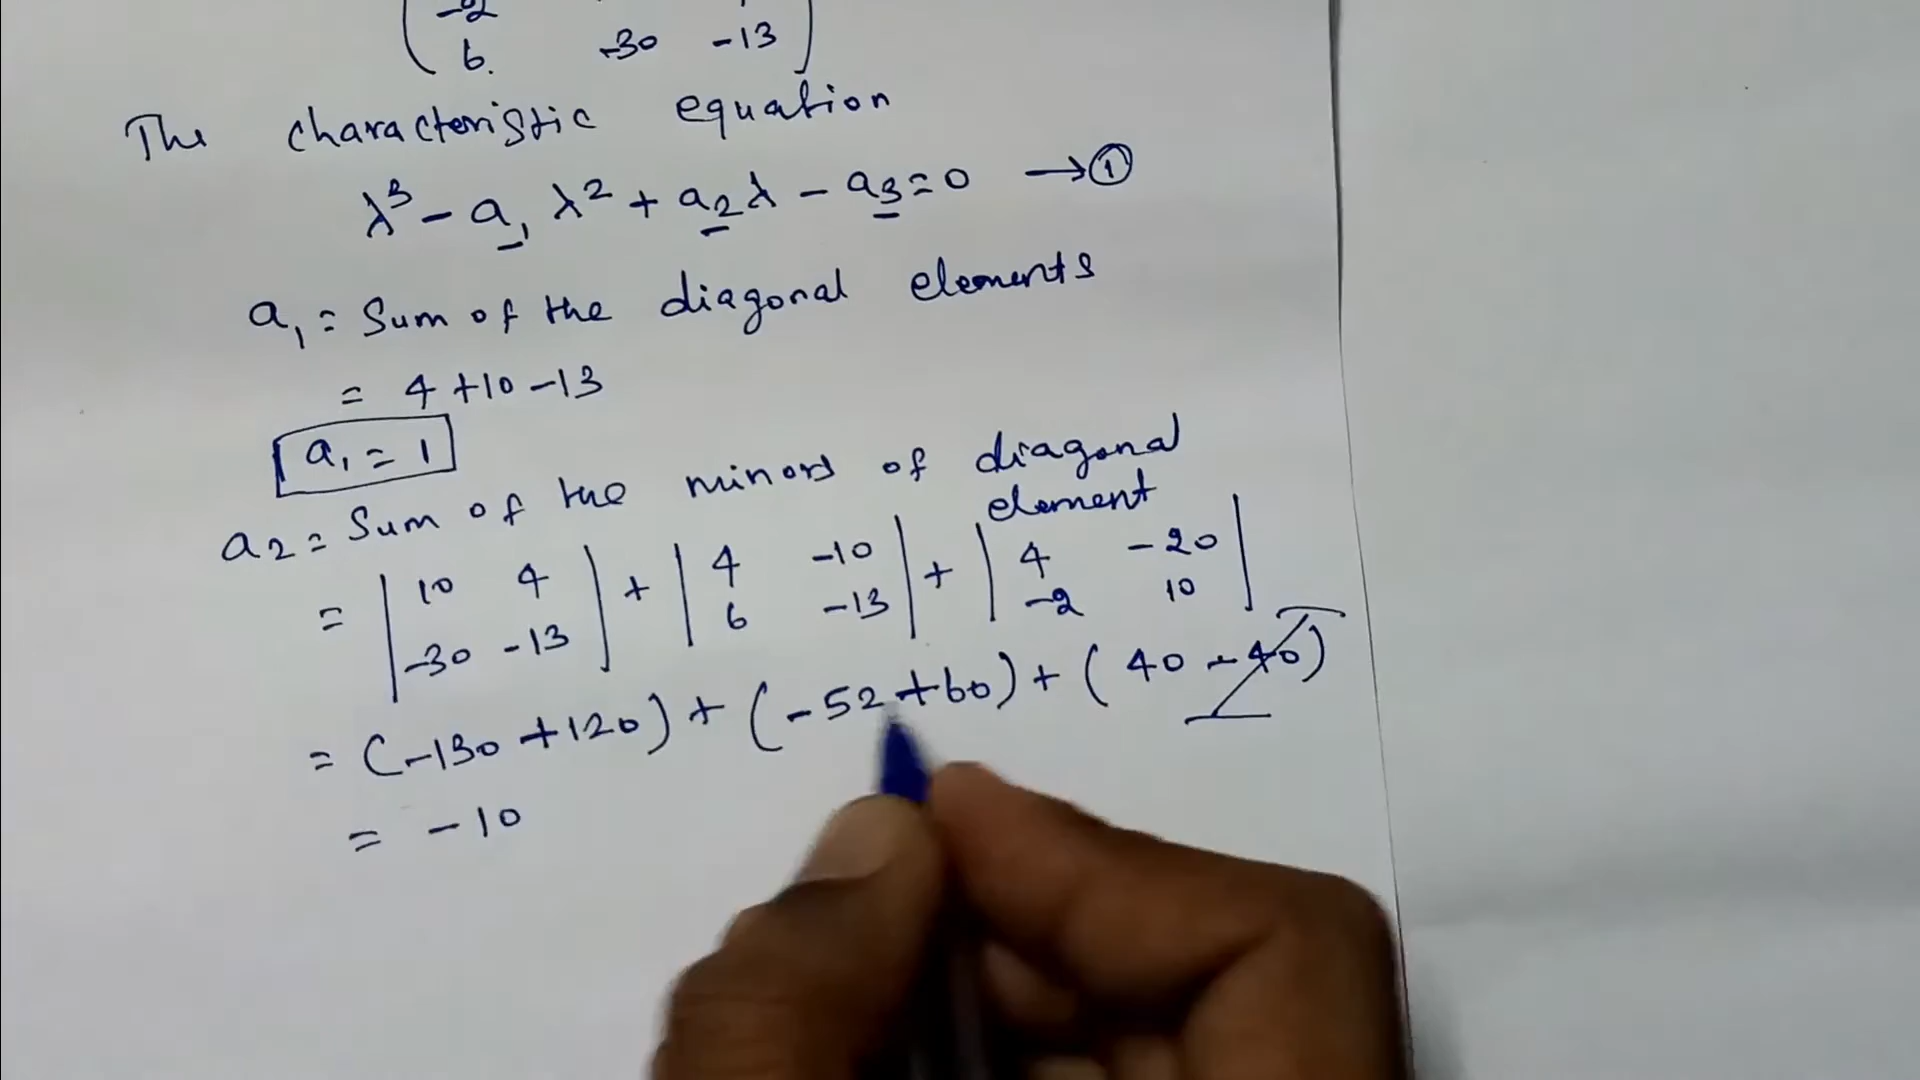 -2
6. -30 -13
The characteristic equation
λ³ - a₁ λ² + a₂ λ - a₃ = 0 → ①
a₁ = Sum of the diagonal elements
= 4 + 10 - 13
a₁ = 1
a₂ = Sum of the minors of diagonal
element
= | 10 4 | + | 4 -10 | + | 4 -20 |
| -30 -13 | | 6 -13 | | -2 10 |
= (-130 + 120) + (-52 + 60) + (40 - 40)
= -10